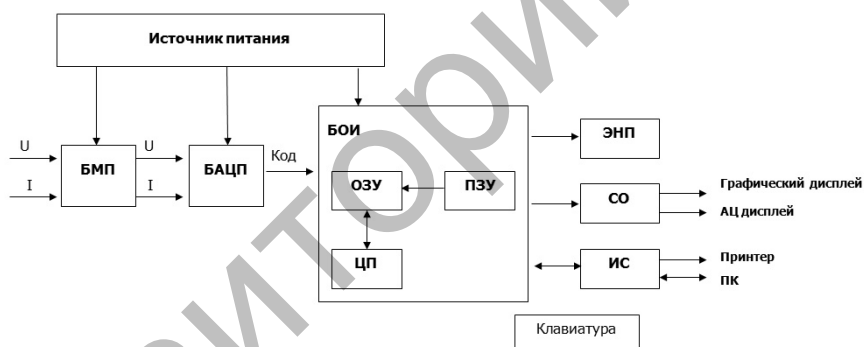 Источник питания
БОИ
ЭНП
U
U
Код
БМП
БАЦП
I
I
ОЗУ
ПЗУ
СО
Графический дисплей
АЦ дисплей
ЦП
ИС
Принтер
ПК
Клавиатура